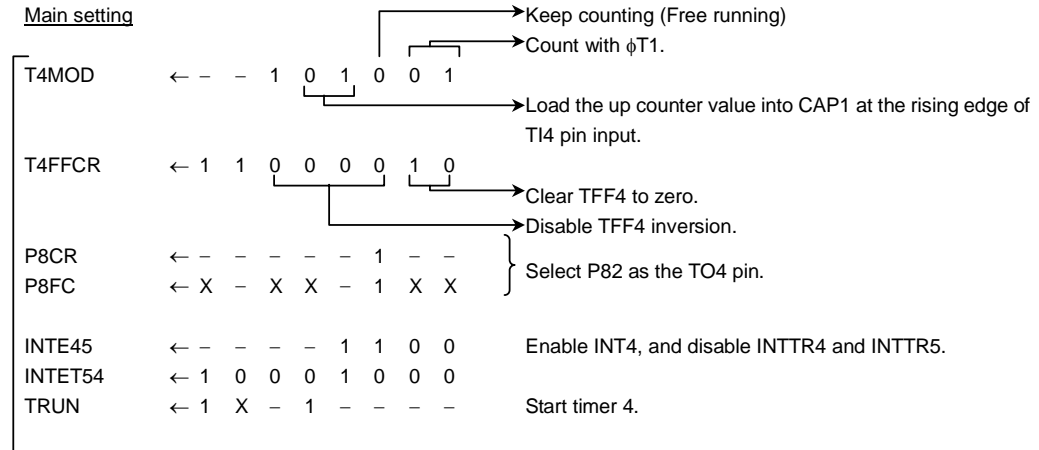 Main setting
Keep counting (Free running)
Count with φT1.
T4MOD ← – – 1 0 1 0 0 1
Load the up counter value into CAP1 at the rising edge of
TI4 pin input.
T4FFCR ← 1 1 0 0 0 0 1 0
Clear TFF4 to zero.
Disable TFF4 inversion.
P8CR ← – – – – – 1 – –
Select P82 as the TO4 pin.
P8FC ← X – X X – 1 X X
INTE45 ← – – – – 1 1 0 0 Enable INT4, and disable INTTR4 and INTTR5.
INTET54 ← 1 0 0 0 1 0 0 0
TRUN ← 1 X – 1 – – – – Start timer 4.